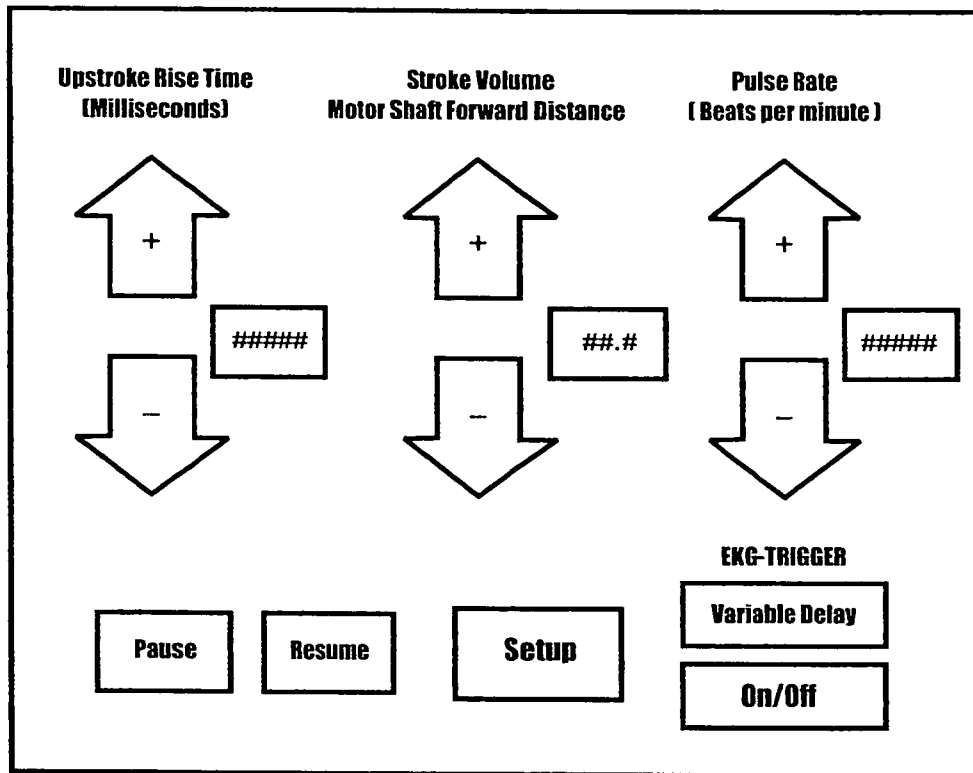 Upstroke Rise Time
(Milliseconds)
Stroke Volume
Motor Shaft Forward Distance
Pulse Rate
( Beats per minute )
+
+
+
#####
##.#
#####
−
−
−
EKG-TRIGGER
Variable Delay
Pause
Resume
Setup
On/Off